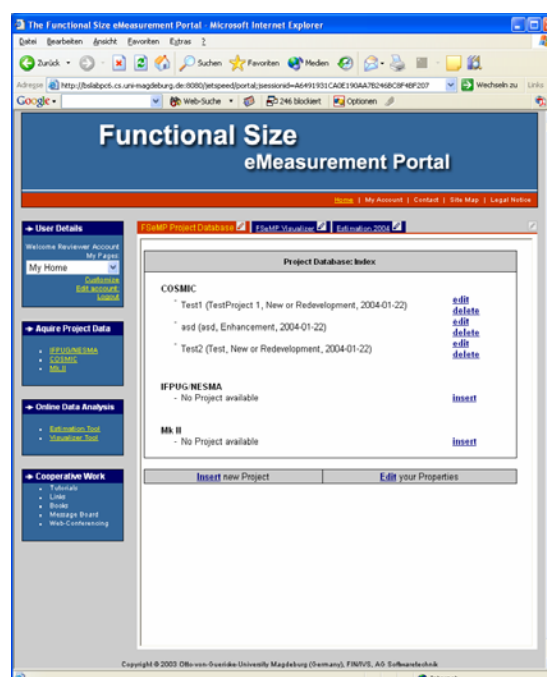 The Functional Size eMeasurement Portal - Microsoft Internet Explorer
Datei Bearbeiten Ansicht Favoriten Extras ?
Zurück Suchen Favoriten Medien
Adresse http://bslabpc6.cs.uni-magdeburg.de:8080/jetspeed/portal;jsessionid=A6491931CA0E190AA7B246BC8F4BF207 Wechseln zu Links
Google Web-Suche 246 blockiert Optionen
Functional Size
eMeasurement Portal
Home | My Account | Contact | Site Map | Legal Notice
User Details
Welcome Reviewer Account
My Pages:
My Home
Customize
Edit account
Logout
Aquire Project Data
IFPUG/NESMA
COSMIC
Mk.II
Online Data Analysis
Estimation Tool
Visualizer Tool
Cooperative Work
Tutorials
Links
Books
Message Board
Web-Conferencing
FSeMP Project Database FSeMP Visualizer Estimation 2004
Project Database: Index
COSMIC
Test1 (TestProject 1, New or Redevelopment, 2004-01-22) edit
delete
asd (asd, Enhancement, 2004-01-22) edit
delete
Test2 (Test, New or Redevelopment, 2004-01-22) edit
delete
IFPUG/NESMA
- No Project available insert
Mk II
- No Project available insert
Insert new Project Edit your Properties
Copyright © 2003 Otto-von-Guericke-University Magdeburg (Germany), FIN/IVS, AG Softwaretechnik